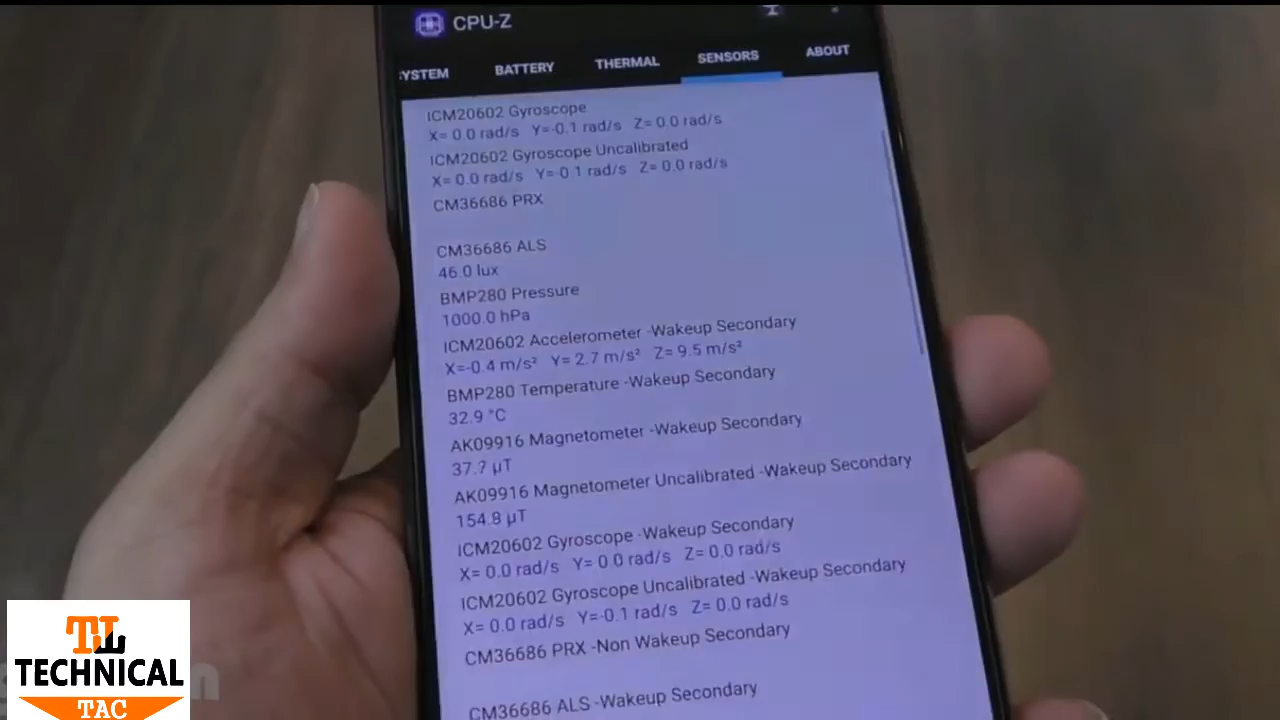 CPU-Z
YSTEM BATTERY THERMAL SENSORS ABOUT
ICM20602 Gyroscope
X= 0.0 rad/s Y=-0.1 rad/s Z= 0.0 rad/s
ICM20602 Gyroscope Uncalibrated
X= 0.0 rad/s Y=-0.1 rad/s Z= 0.0 rad/s
CM36686 PRX
CM36686 ALS
46.0 lux
BMP280 Pressure
1000.0 hPa
ICM20602 Accelerometer -Wakeup Secondary
X=-0.4 m/s² Y= 2.7 m/s² Z= 9.5 m/s²
BMP280 Temperature -Wakeup Secondary
32.9 °C
AK09916 Magnetometer -Wakeup Secondary
37.7 µT
AK09916 Magnetometer Uncalibrated -Wakeup Secondary
154.8 µT
ICM20602 Gyroscope -Wakeup Secondary
X= 0.0 rad/s Y= 0.0 rad/s Z= 0.0 rad/s
ICM20602 Gyroscope Uncalibrated -Wakeup Secondary
X= 0.0 rad/s Y=-0.1 rad/s Z= 0.0 rad/s
CM36686 PRX -Non Wakeup Secondary
CM36686 ALS -Wakeup Secondary
TECHNICAL
TAC